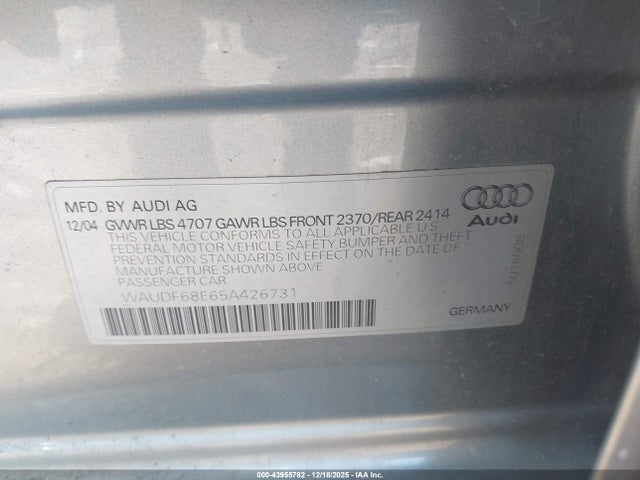 MFD. BY AUDI AG
12/04 GVWR LBS 4707 GAWR LBS FRONT 2370/REAR 2414
THIS VEHICLE CONFORMS TO ALL APPLICABLE U.S.
FEDERAL MOTOR VEHICLE SAFETY BUMPER AND THEFT
PREVENTION STANDARDS IN EFFECT ON THE DATE OF
MANUFACTURE SHOWN ABOVE
PASSENGER CAR
WAUDF68E65A426731
Audi
GERMANY
000-43955782 - 12/18/2025 - IAA Inc.